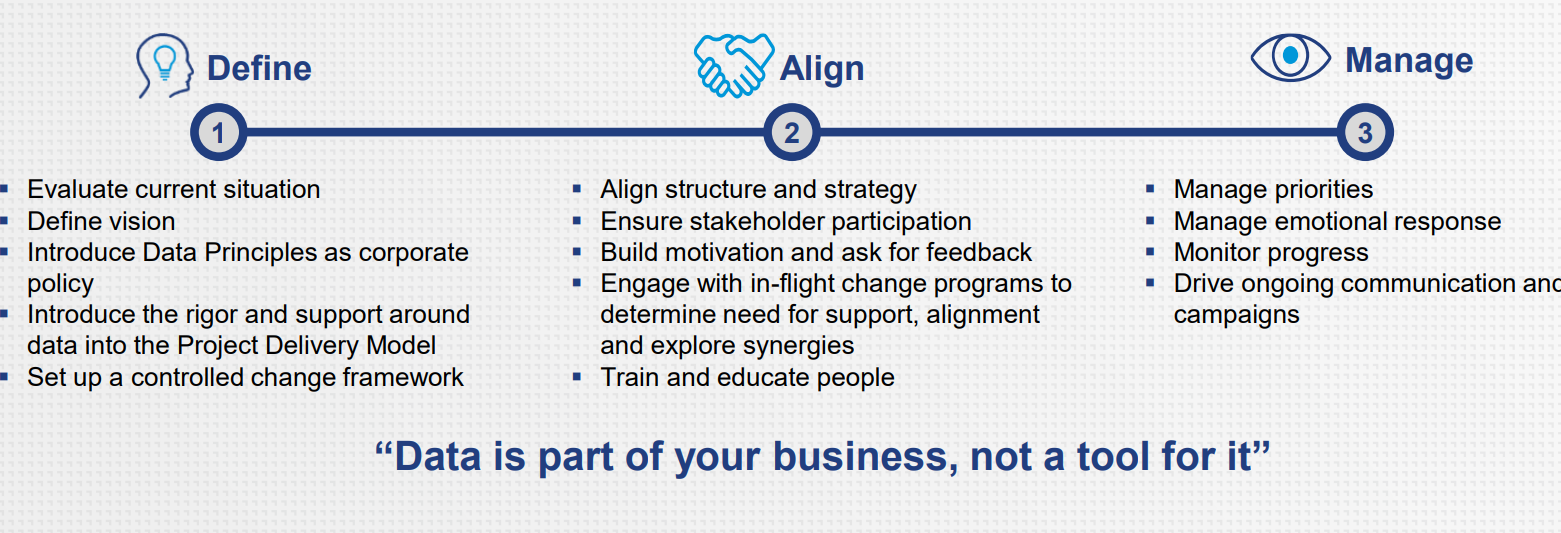 Define
Align
Manage
1
2
3
Evaluate current situation
Define vision
Introduce Data Principles as corporate
policy
Introduce the rigor and support around
data into the Project Delivery Model
Set up a controlled change framework
Align structure and strategy
Ensure stakeholder participation
Build motivation and ask for feedback
Engage with in-flight change programs to
determine need for support, alignment
and explore synergies
Train and educate people
Manage priorities
Manage emotional response
Monitor progress
Drive ongoing communication and
campaigns
“Data is part of your business, not a tool for it”